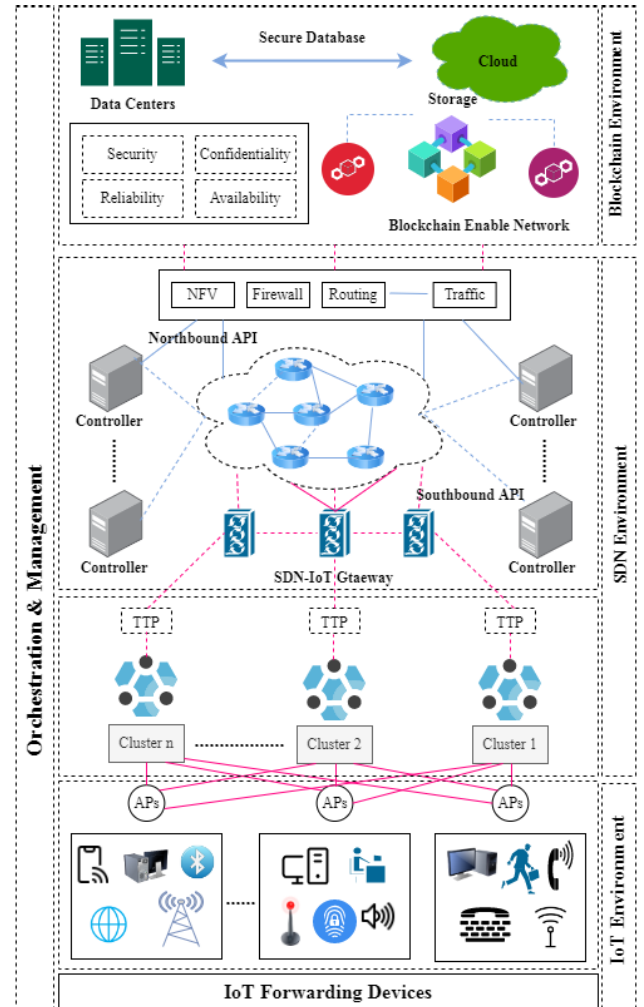 Secure Database
Cloud
Data Centers
Storage
Security
Confidentiality
Reliability
Availability
Blockchain Enable Network
Blockchain Environment
NFV
Firewall
Routing
Traffic
Northbound API
Controller
Controller
Southbound API
Controller
Controller
SDN-IoT Gtaeway
SDN Environment
Orchestration & Management
TTP
TTP
TTP
Cluster n
Cluster 2
Cluster 1
APs
APs
APs
IoT Environment
IoT Forwarding Devices